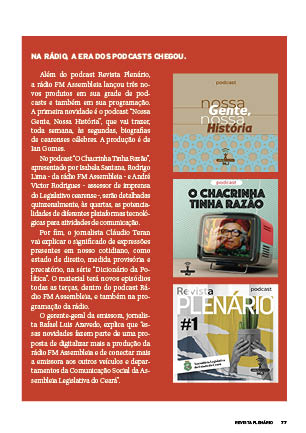 NA RÁDIO, A ERA DOS PODCASTS CHEGOU.
Além do podcast Revista Plenário,
a rádio FM Assembleia lançou três no-
vos produtos em sua grade de pod-
casts e também em sua programação.
A primeira novidade é o podcast "Nossa
Gente, Nossa História", que vai trazer,
toda semana, às segundas, biografias
de cearenses célebres. A produção é de
Ian Gomes.
No podcast "O Chacrinha Tinha Razão",
apresentado por Isabela Santana, Rodrigo
Lima - da rádio FM Assembleia - e André
Victor Rodrigues - assessor de imprensa
do Legislativo cearense -, serão detalhadas
quinzenalmente, às quartas, as potencia-
lidades de diferentes plataformas tecnoló-
gicas para atividades de comunicação.
Por fim, o jornalista Cláudio Teran
vai explicar o significado de expressões
presentes em nosso cotidiano, como
estado de direito, medida provisória e
precatório, na série "Dicionário da Po-
lítica". O material terá novos episódios
todas as terças, dentro do podcast Rá-
dio FM Assembleia, e também na pro-
gramação da rádio.
O gerente-geral da emissora, jornalis-
ta Rafael Luis Azevedo, explica que "es-
sas novidades fazem parte de uma pro-
posta de digitalizar mais a produção da
rádio FM Assembleia e de conectar mais
a emissora aos outros veículos e depar-
tamentos da Comunicação Social da As-
sembleia Legislativa do Ceará".
podcast
nossa
Gente,
nossa
História
podcast
O CHACRINHA
TINHA RAZÃO
Revista
podcast
PLENÁRIO
#1
REVISTA PLENÁRIO 77